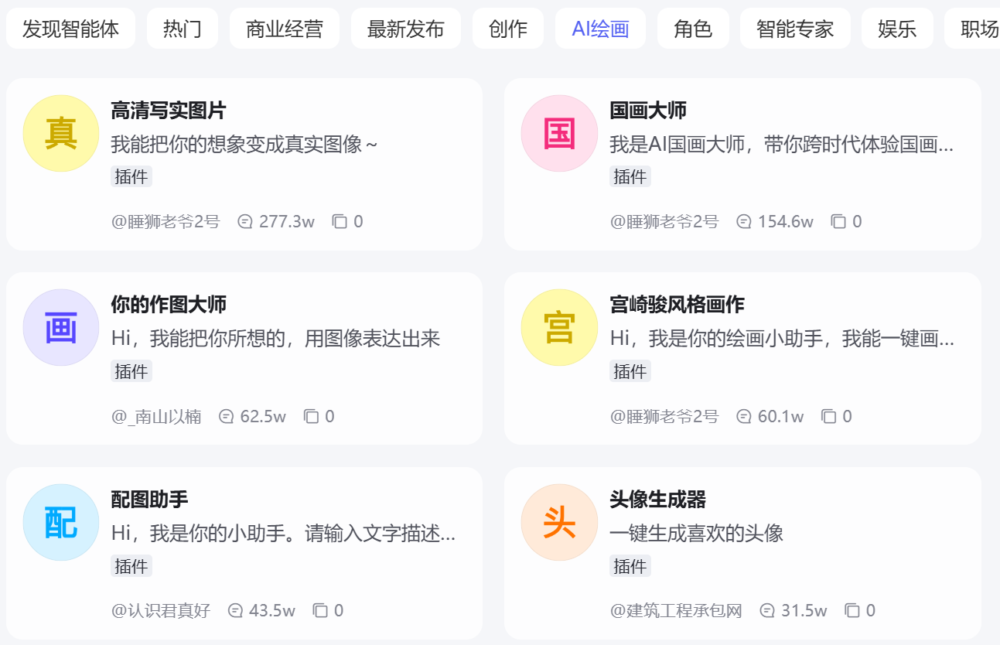 发现智能体 热门 商业经营 最新发布 创作 AI绘画 角色 智能专家 娱乐 职场
真
高清写实图片
我能把你的想象变成真实图像～
插件
@睡狮老爷2号 277.3w 0
国
国画大师
我是AI国画大师，带你跨时代体验国画...
插件
@睡狮老爷2号 154.6w 0
画
你的作图大师
Hi，我能把你所想的，用图像表达出来
插件
@_南山以楠 62.5w 0
宫
宫崎骏风格画作
Hi，我是你的绘画小助手，我能一键画...
插件
@睡狮老爷2号 60.1w 0
配
配图助手
Hi，我是你的小助手。请输入文字描述...
插件
@认识君真好 43.5w 0
头
头像生成器
一键生成喜欢的头像
插件
@建筑工程承包网 31.5w 0